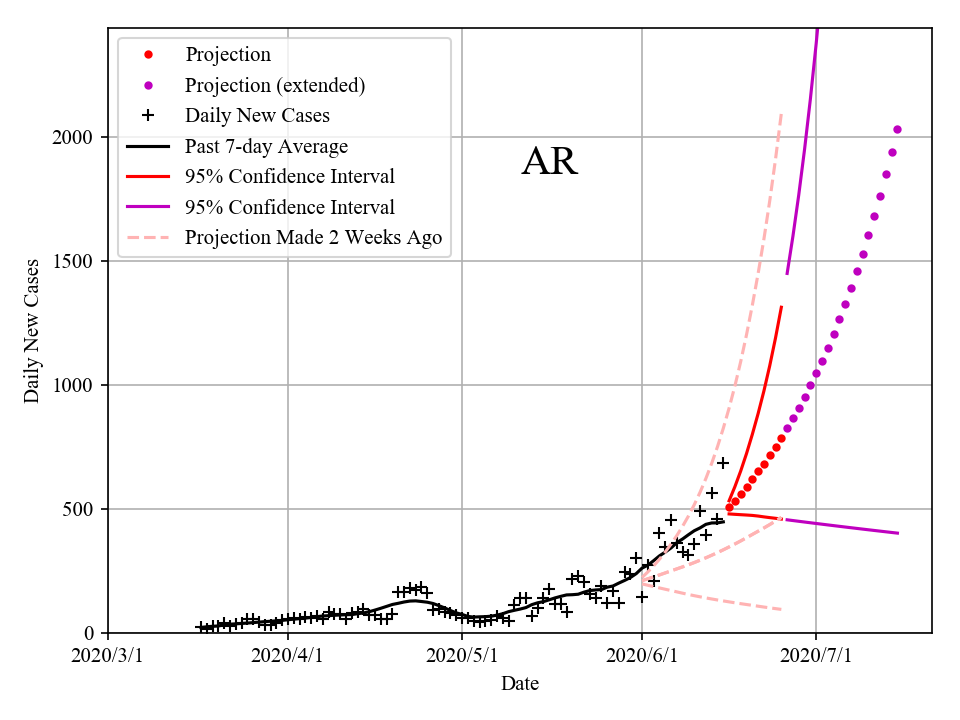 Projection
Projection (extended)
Daily New Cases
Past 7-day Average
95% Confidence Interval
95% Confidence Interval
Projection Made 2 Weeks Ago
AR
Daily New Cases
2000
1500
1000
500
0
2020/3/1 2020/4/1 2020/5/1 2020/6/1 2020/7/1
Date